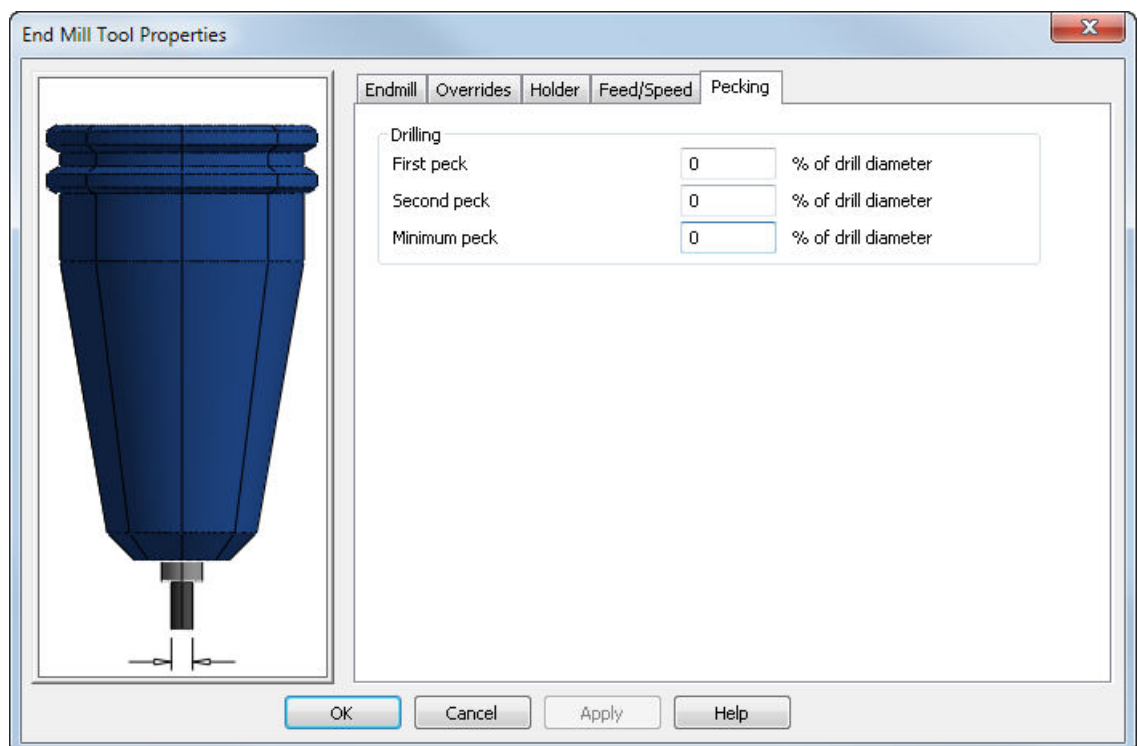 End Mill Tool Properties
Endmill Overrides Holder Feed/Speed Pecking
Drilling
First peck 0 % of drill diameter
Second peck 0 % of drill diameter
Minimum peck 0 % of drill diameter
OK Cancel Apply Help